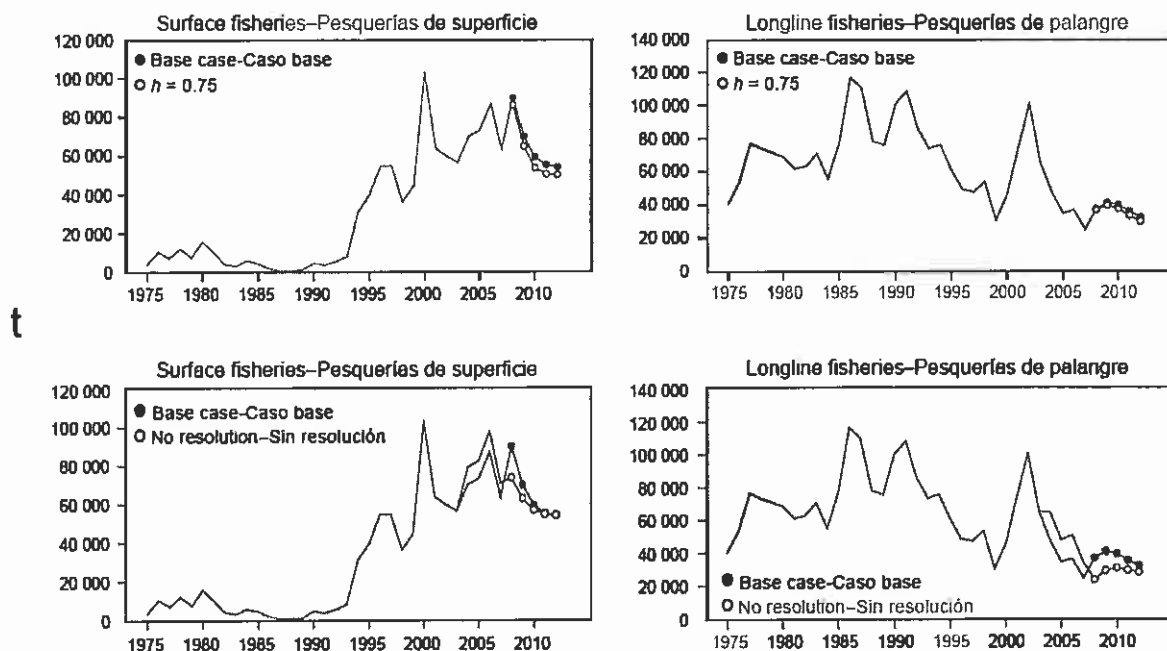 Surface fisheries–Pesquerías de superficie
120 000
100 000
80 000
60 000
40 000
20 000
0
Base case-Caso base
h = 0.75
1975 1980 1985 1990 1995 2000 2005 2010
Longline fisheries–Pesquerías de palangre
140 000
120 000
100 000
80 000
60 000
40 000
20 000
0
Base case-Caso base
h = 0.75
1975 1980 1985 1990 1995 2000 2005 2010
t
Surface fisheries–Pesquerías de superficie
120 000
100 000
80 000
60 000
40 000
20 000
0
Base case-Caso base
No resolution–Sin resolución
1975 1980 1985 1990 1995 2000 2005 2010
Longline fisheries–Pesquerías de palangre
140 000
120 000
100 000
80 000
60 000
40 000
20 000
0
Base case-Caso base
No resolution–Sin resolución
1975 1980 1985 1990 1995 2000 2005 2010